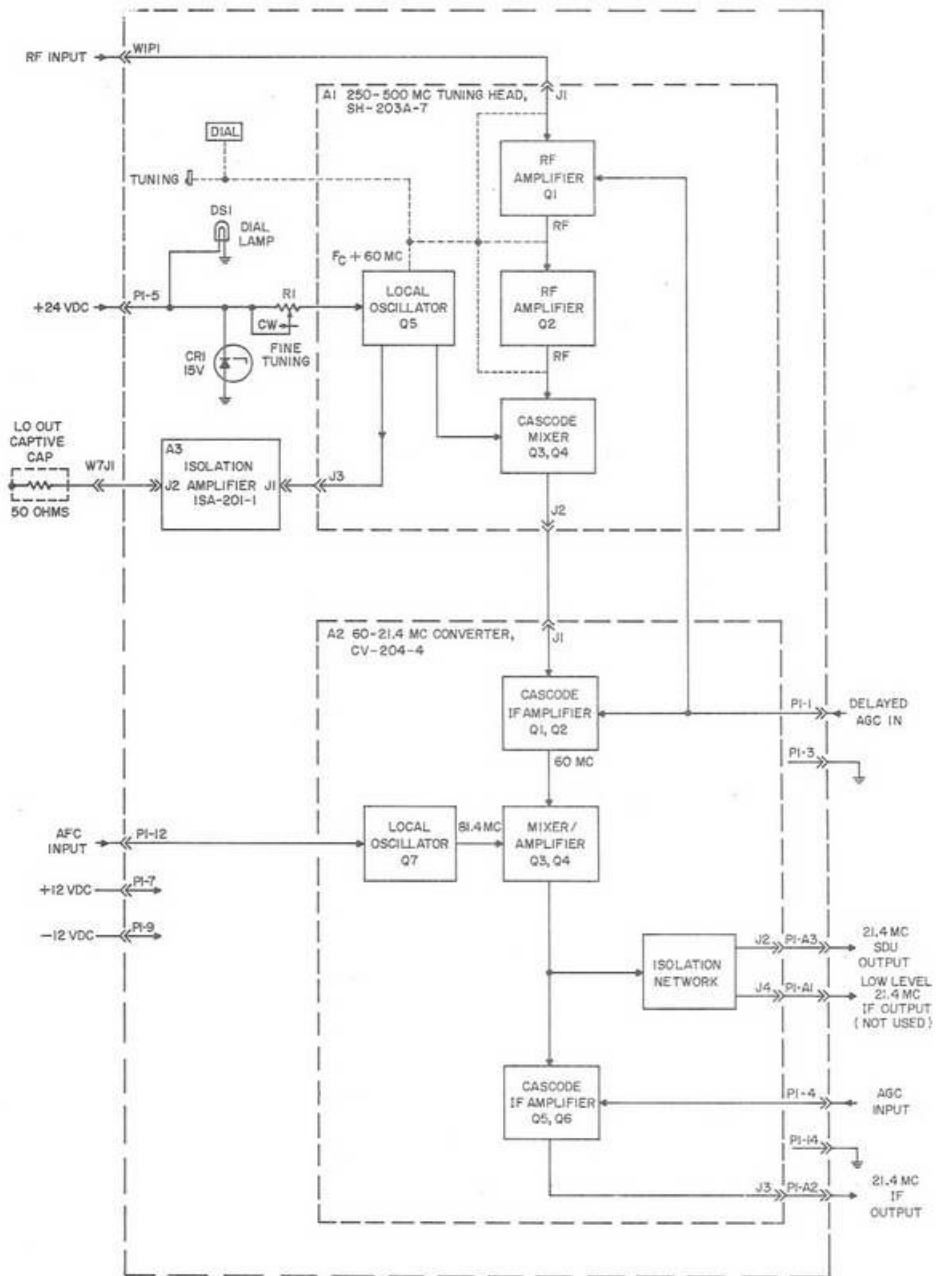 RF INPUT
W1P1
A1 250-500 MC TUNING HEAD,
SH-203A-7
J1
DIAL
TUNING
RF
AMPLIFIER
Q1
RF
DS1
DIAL
LAMP
FC + 60 MC
+24 VDC
P1-5
R1
CW
FINE
TUNING
LOCAL
OSCILLATOR
Q5
RF
AMPLIFIER
Q2
RF
CR1
15V
LO OUT
CAPTIVE
CAP
50 OHMS
W7J1
A3
ISOLATION
J2 AMPLIFIER J1
ISA-201-1
J3
CASCODE
MIXER
Q3, Q4
J2
J1
A2 60-21.4 MC CONVERTER,
CV-204-4
CASCODE
IF AMPLIFIER
Q1, Q2
60 MC
P1-1
DELAYED
AGC IN
P1-3
AFC
INPUT
P1-12
LOCAL
OSCILLATOR
Q7
81.4 MC
MIXER/
AMPLIFIER
Q3, Q4
+12 VDC
P1-7
-12 VDC
P1-9
ISOLATION
NETWORK
J2
P1-A3
21.4 MC
SDU
OUTPUT
J4
P1-A1
LOW LEVEL
21.4 MC
IF OUTPUT
(NOT USED)
CASCODE
IF AMPLIFIER
Q5, Q6
P1-4
AGC
INPUT
P1-14
J3
P1-A2
21.4 MC
IF
OUTPUT